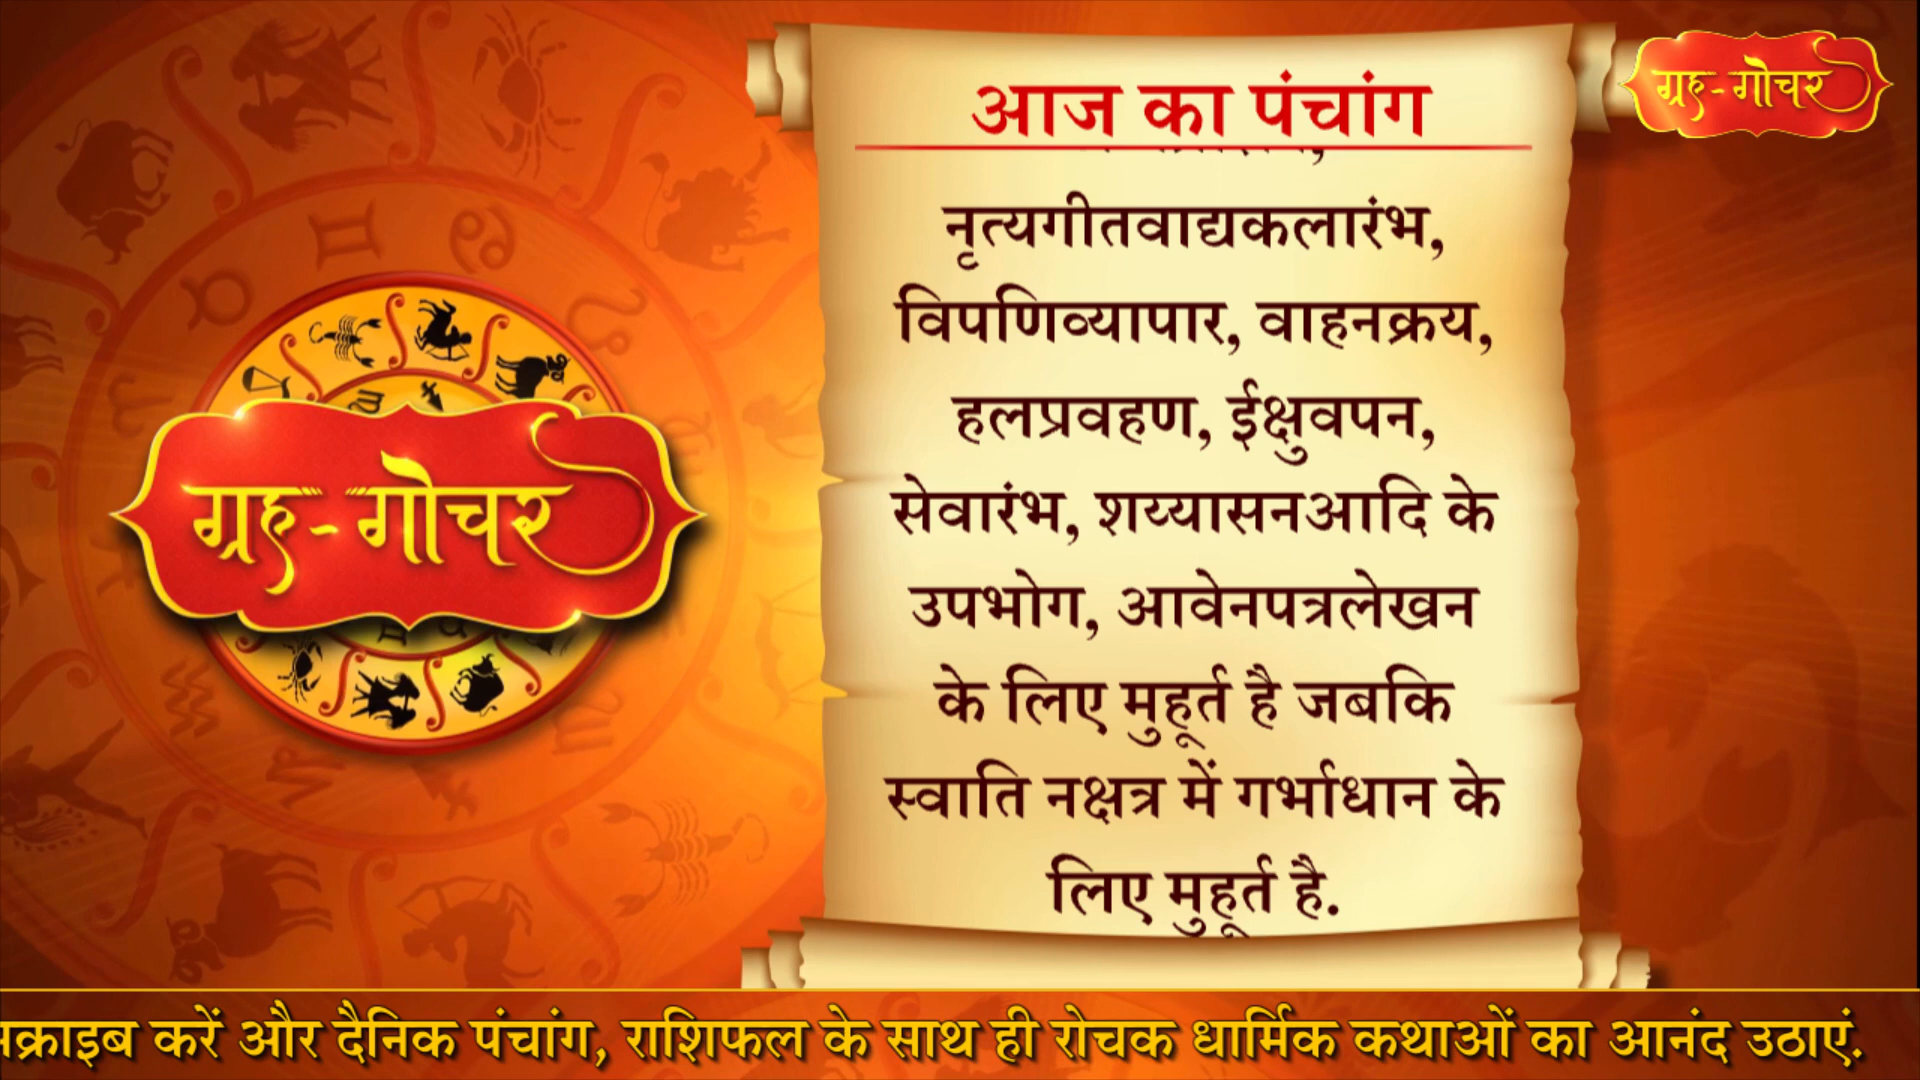 आज का पंचांग
ग्रह-गोचर
नृत्यगीतवाद्यकलारंभ,
विपणिव्यापार, वाहनक्रय,
हलप्रवहण, ईक्षुवपन,
सेवारंभ, शय्यासनआदि के
उपभोग, आवेनपत्रलेखन
के लिए मुहूर्त है जबकि
स्वाति नक्षत्र में गर्भाधान के
लिए मुहूर्त है.
ग्रह-गोचर
करें और दैनिक पंचांग, राशिफल के साथ ही रोचक धार्मिक कथाओं का आनंद उठाएं.